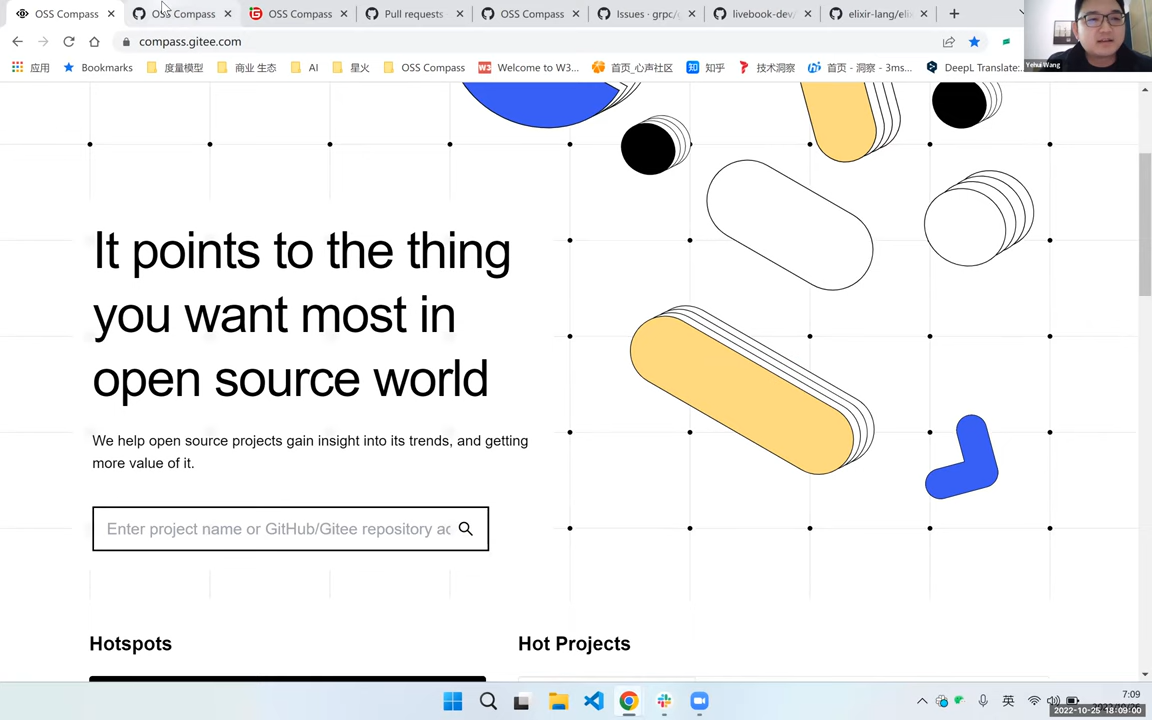 OSS Compass
OSS Compass
OSS Compass
Pull requests
OSS Compass
Issues · grpc/g
livebook-dev/
elixir-lang/eli
compass.gitee.com
应用
Bookmarks
度量模型
商业 生态
AI
星火
OSS Compass
Welcome to W3...
首页_心声社区
知乎
技术洞察
首页 - 洞察 - 3ms...
DeepL Translate:...
Yehui Wang
It points to the thing
you want most in
open source world
We help open source projects gain insight into its trends, and getting
more value of it.
Enter project name or GitHub/Gitee repository ac
Hotspots
Hot Projects
英
7:09
2022-10-25 18:09:00